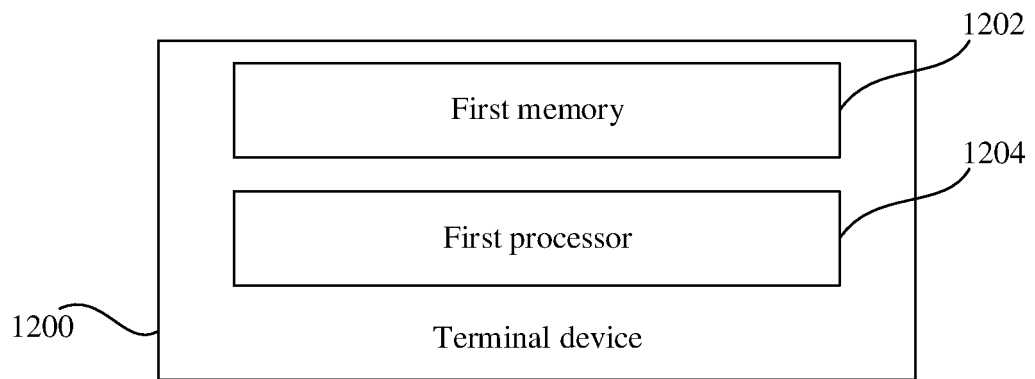 1202
First memory
1204
First processor
1200
Terminal device